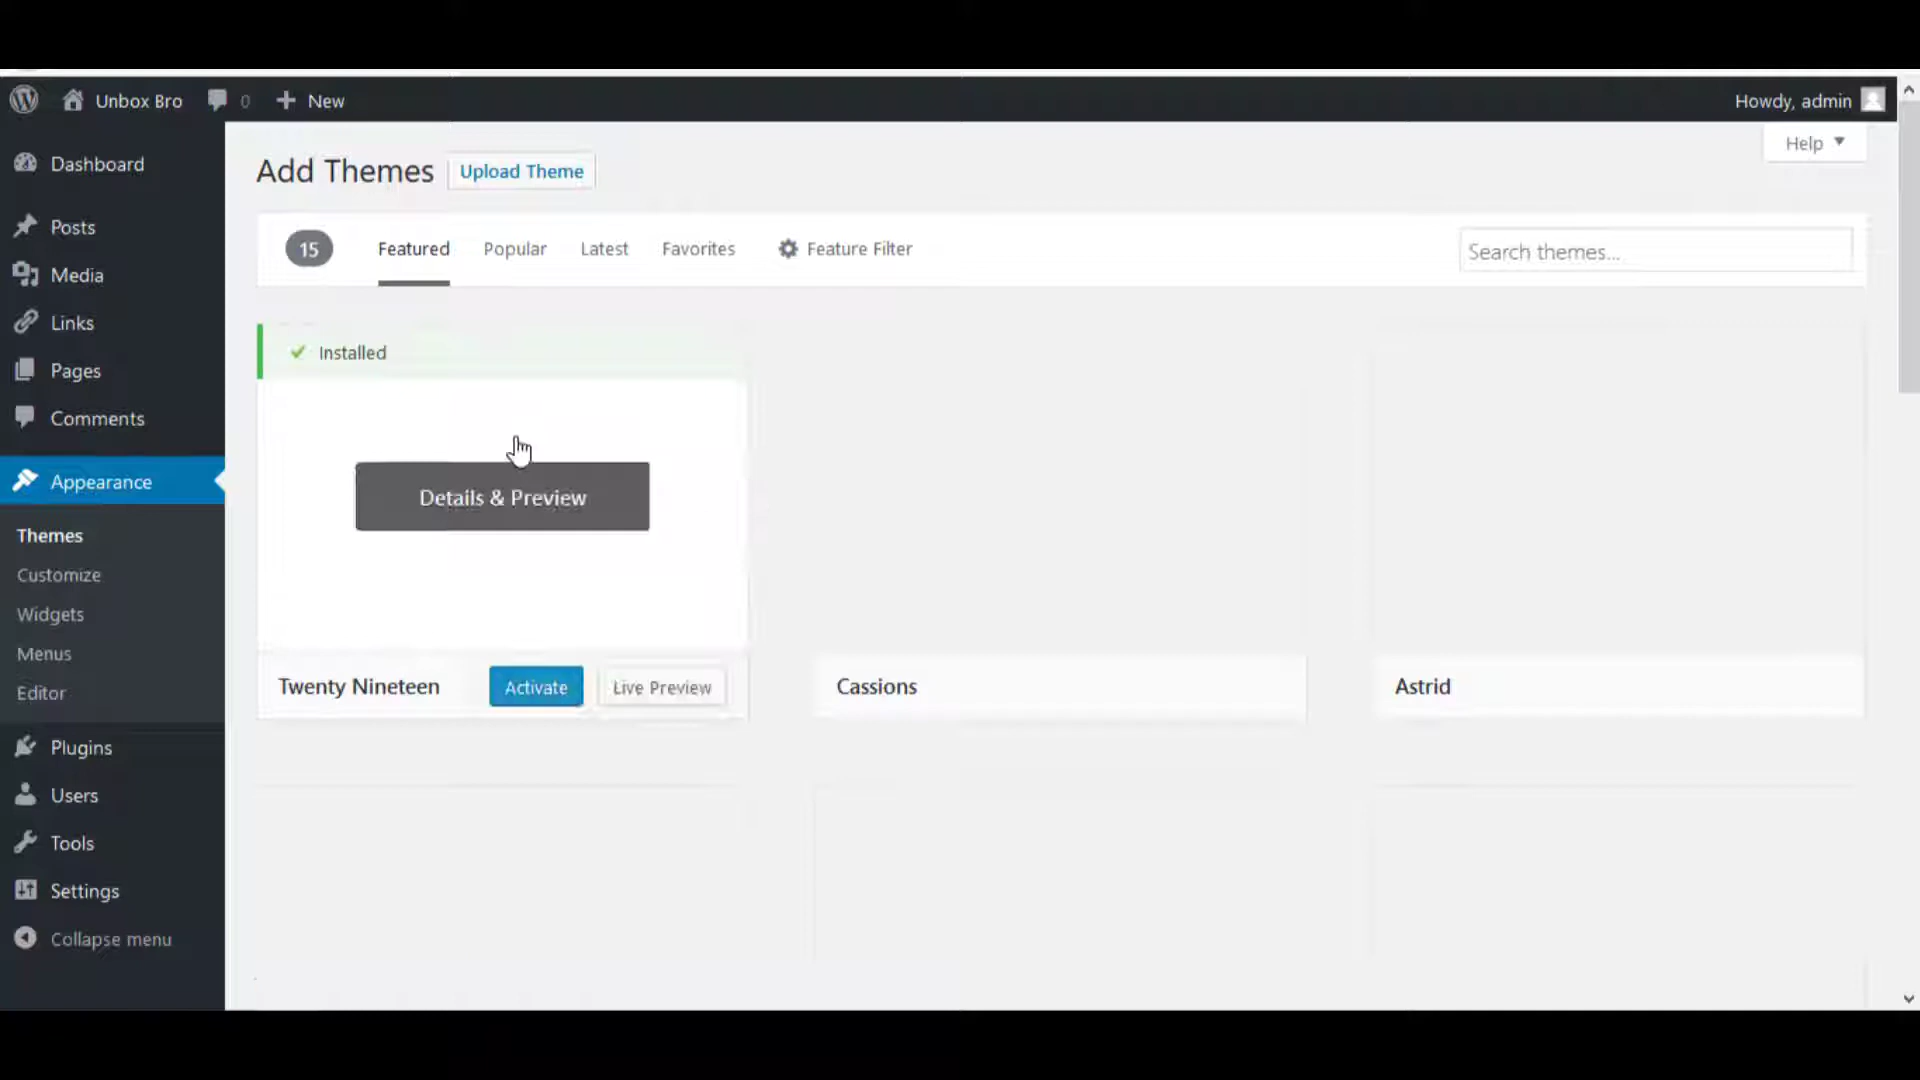 Unbox Bro 0 New Howdy, admin
Help
Dashboard
Posts
Media
Links
Pages
Comments
Appearance
Themes
Customize
Widgets
Menus
Editor
Plugins
Users
Tools
Settings
Collapse menu
Add Themes Upload Theme
15 Featured Popular Latest Favorites Feature Filter Search themes...
Installed
Details & Preview
Twenty Nineteen Activate Live Preview
Cassions
Astrid